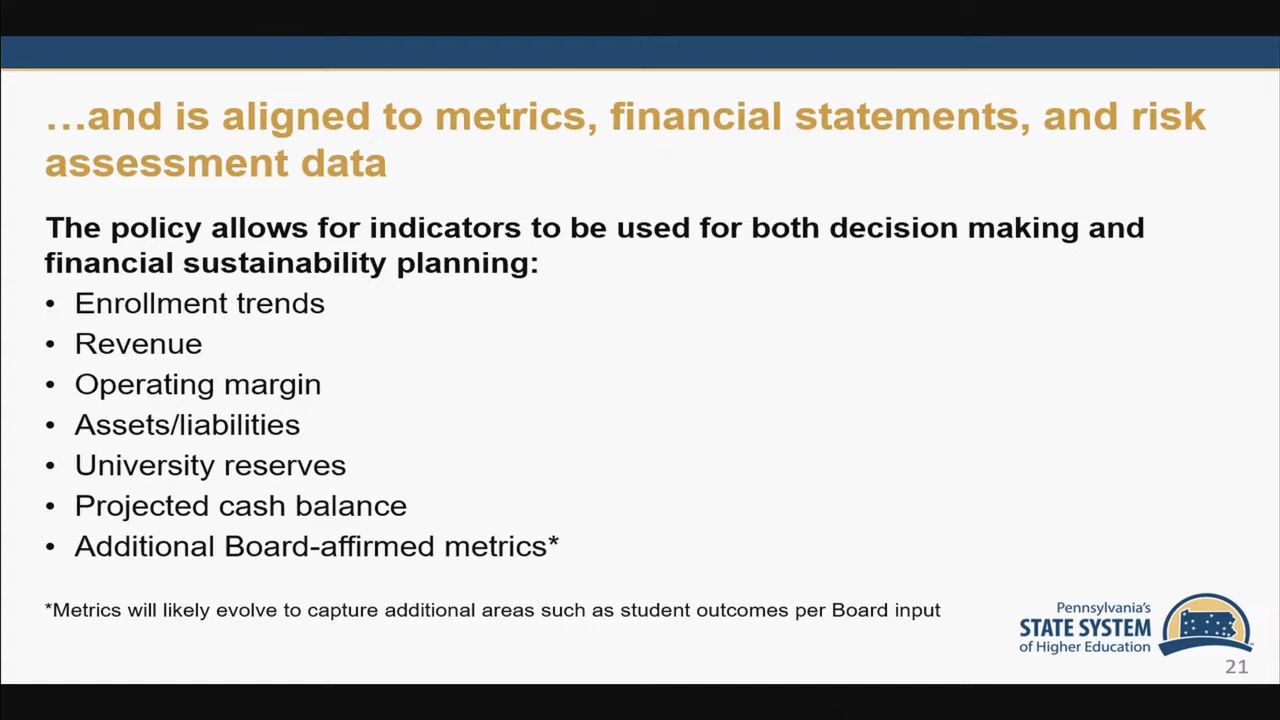 …and is aligned to metrics, financial statements, and risk
assessment data
The policy allows for indicators to be used for both decision making and
financial sustainability planning:
• Enrollment trends
• Revenue
• Operating margin
• Assets/liabilities
• University reserves
• Projected cash balance
• Additional Board-affirmed metrics*
*Metrics will likely evolve to capture additional areas such as student outcomes per Board input
Pennsylvania's
STATE SYSTEM
of Higher Education
21